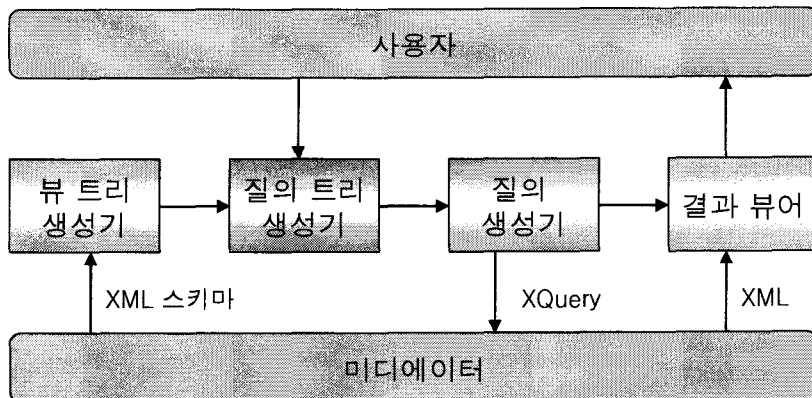 사용자
뷰 트리
생성기
질의 트리
생성기
질의
생성기
결과 뷰어
XML 스키마
XQuery
XML
미디에이터